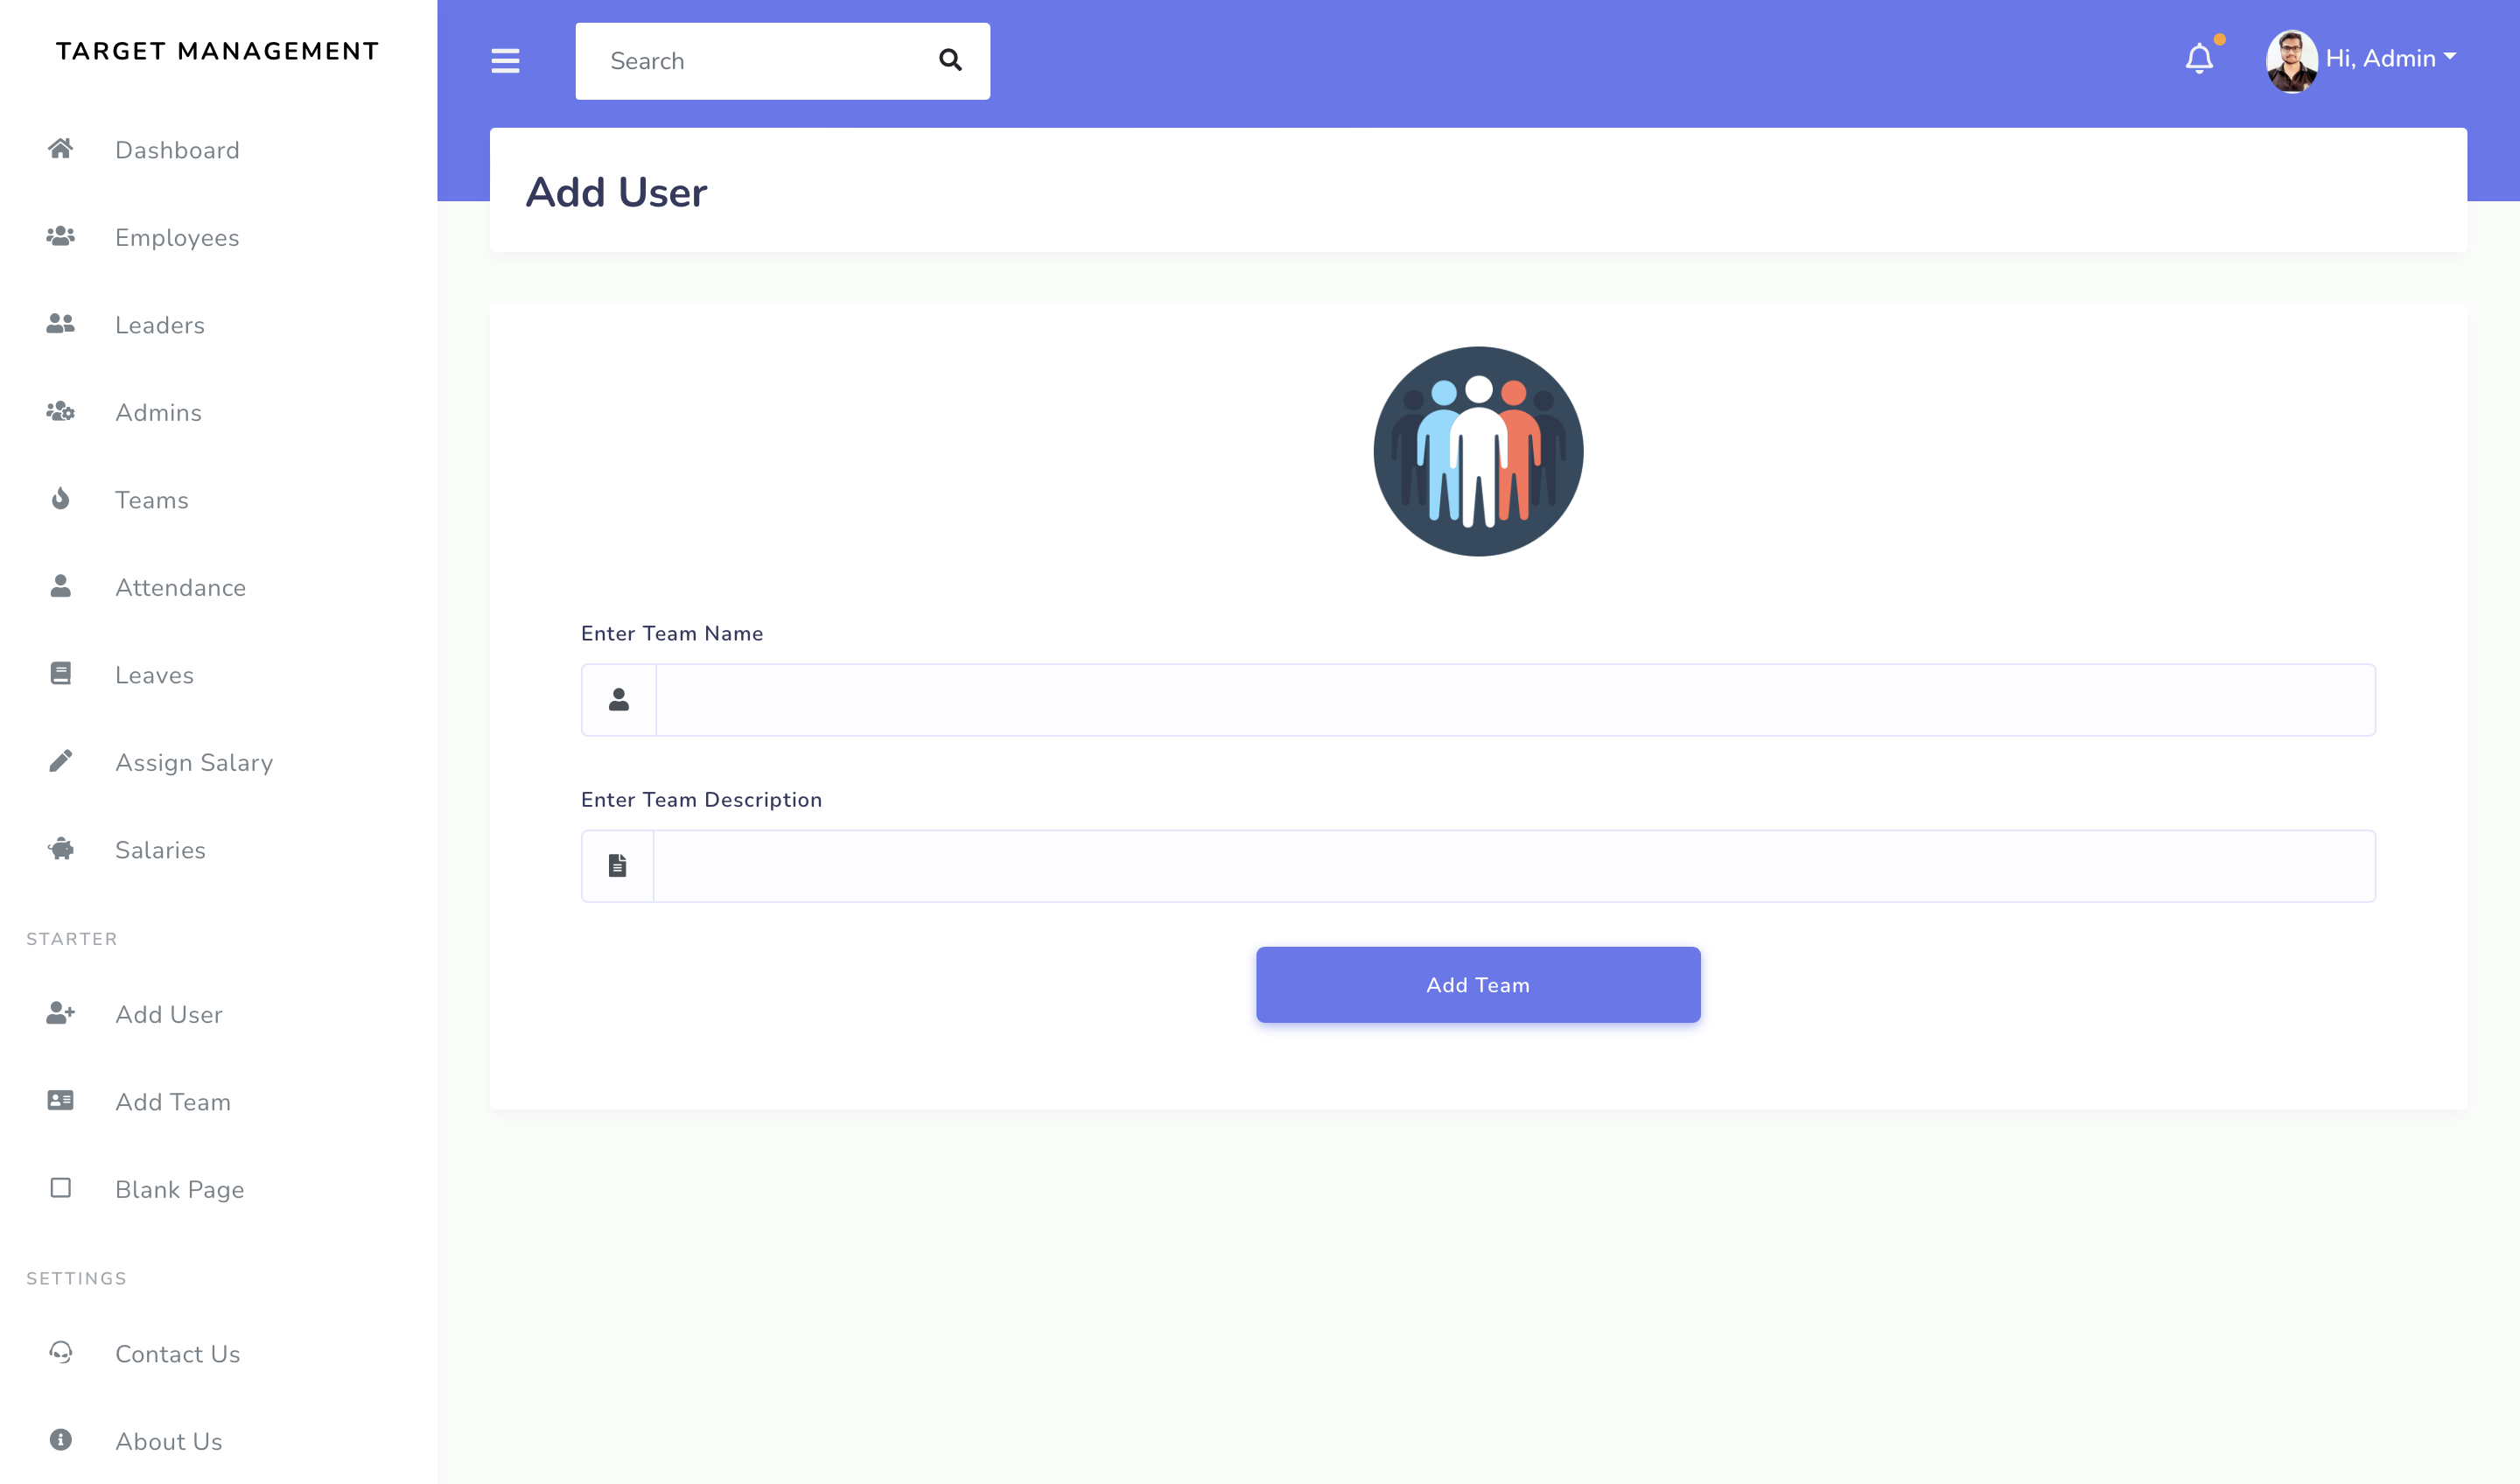 TARGET MANAGEMENT
Dashboard
Employees
Leaders
Admins
Teams
Attendance
Leaves
Assign Salary
Salaries
STARTER
Add User
Add Team
Blank Page
SETTINGS
Contact Us
About Us
Search
Hi, Admin
Add User
Enter Team Name
Enter Team Description
Add Team